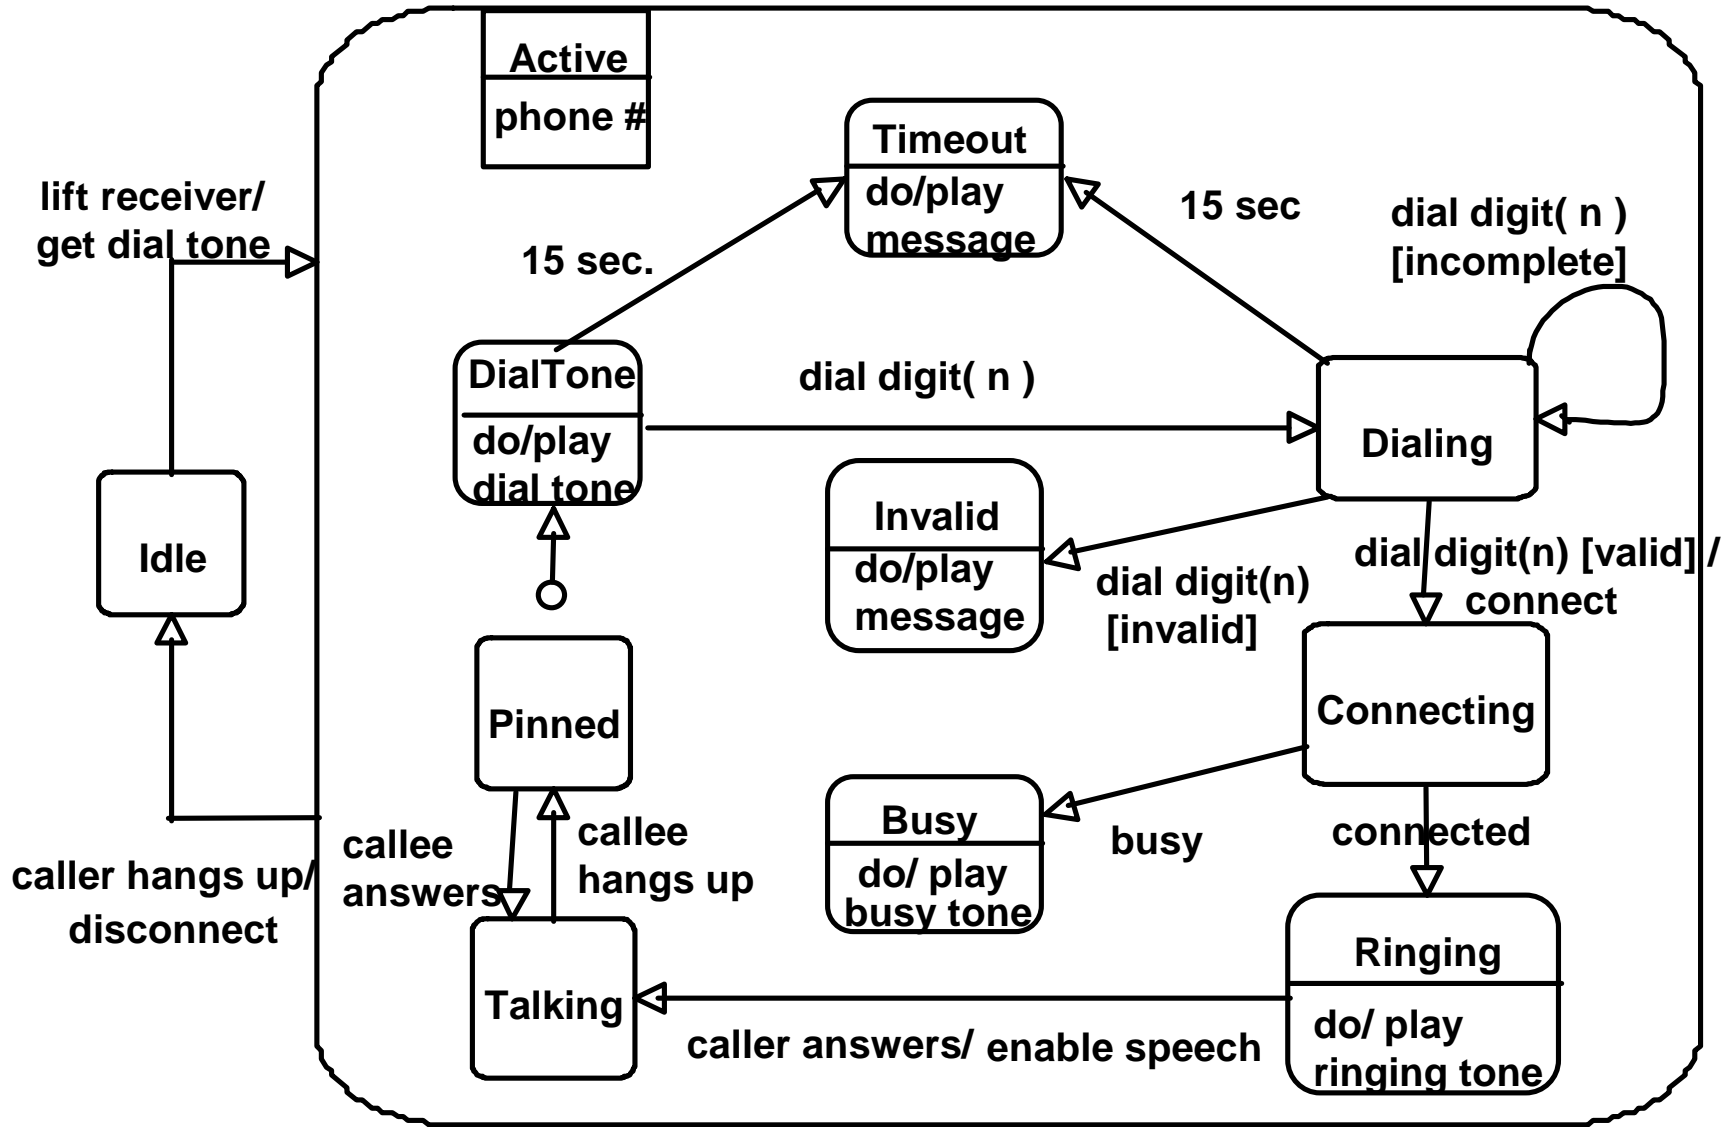 Active
phone #
Timeout
do/play
message
lift receiver/
get dial tone
15 sec.
15 sec
dial digit( n )
[incomplete]
DialTone
do/play
dial tone
dial digit( n )
Dialing
Idle
Invalid
do/play
message
dial digit(n)
[invalid]
dial digit(n) [valid] /
connect
Pinned
Connecting
callee
answers
callee
hangs up
Busy
do/ play
busy tone
busy
connected
caller hangs up/
disconnect
Talking
caller answers/ enable speech
Ringing
do/ play
ringing tone